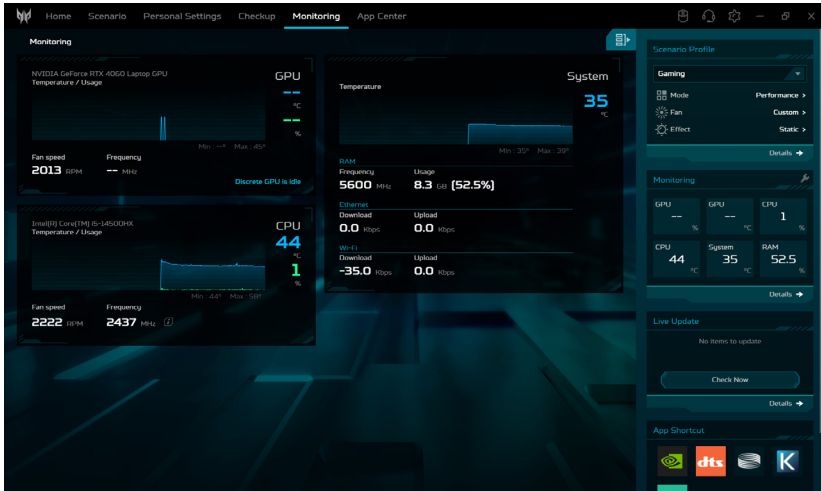 Home Scenario Personal Settings Checkup Monitoring App Center
Monitoring
NVIDIA GeForce RTX 4060 Laptop GPU
Temperature / Usage
GPU
--
°C
--
%
Min : --° Max : 45°
Fan speed Frequency
2013 RPM -- MHz
Discrete GPU is idle
Intel(R) Core(TM) i5-14500HX
Temperature / Usage
CPU
44
°C
1
%
Min : 44° Max : 58°
Fan speed Frequency
2222 RPM 2437 MHz i
System
Temperature
35
°C
Min : 35° Max : 39°
RAM
Frequency Usage
5600 MHz 8.3 GB (52.5%)
Ethernet
Download Upload
0.0 Kbps 0.0 Kbps
Wi-Fi
Download Upload
-35.0 Kbps 0.0 Kbps
Scenario Profile
Gaming
Mode Performance >
Fan Custom >
Effect Static >
Details
Monitoring
GPU GPU CPU
-- % -- °C 1 %
CPU System RAM
44 °C 35 °C 52.5 %
Details
Live Update
No items to update
Check Now
Details
App Shortcut
dts K